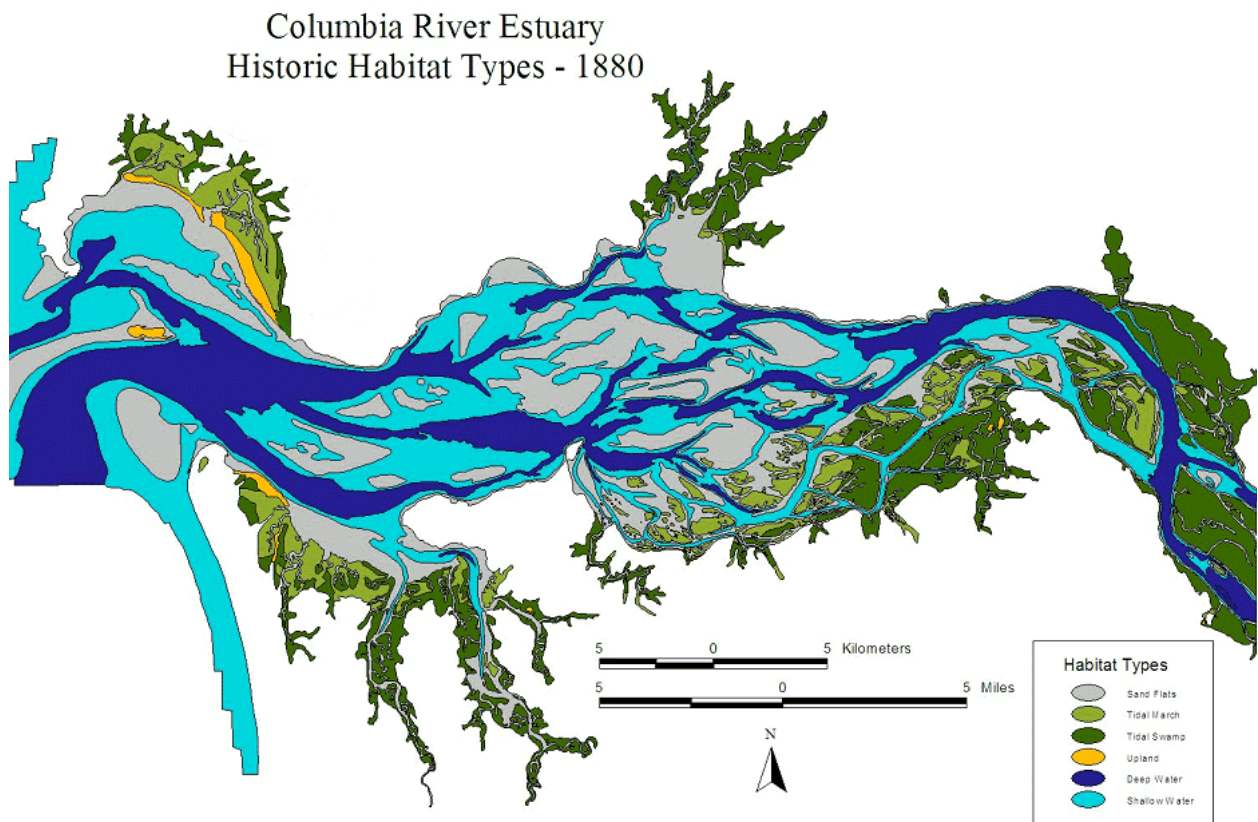 Columbia River Estuary
Historic Habitat Types - 1880
5 0 5 Kilometers
5 0 5 Miles
N
Habitat Types
Sand Flats
Tidal March
Tidal Swamp
Upland
Deep Water
Shallow Water